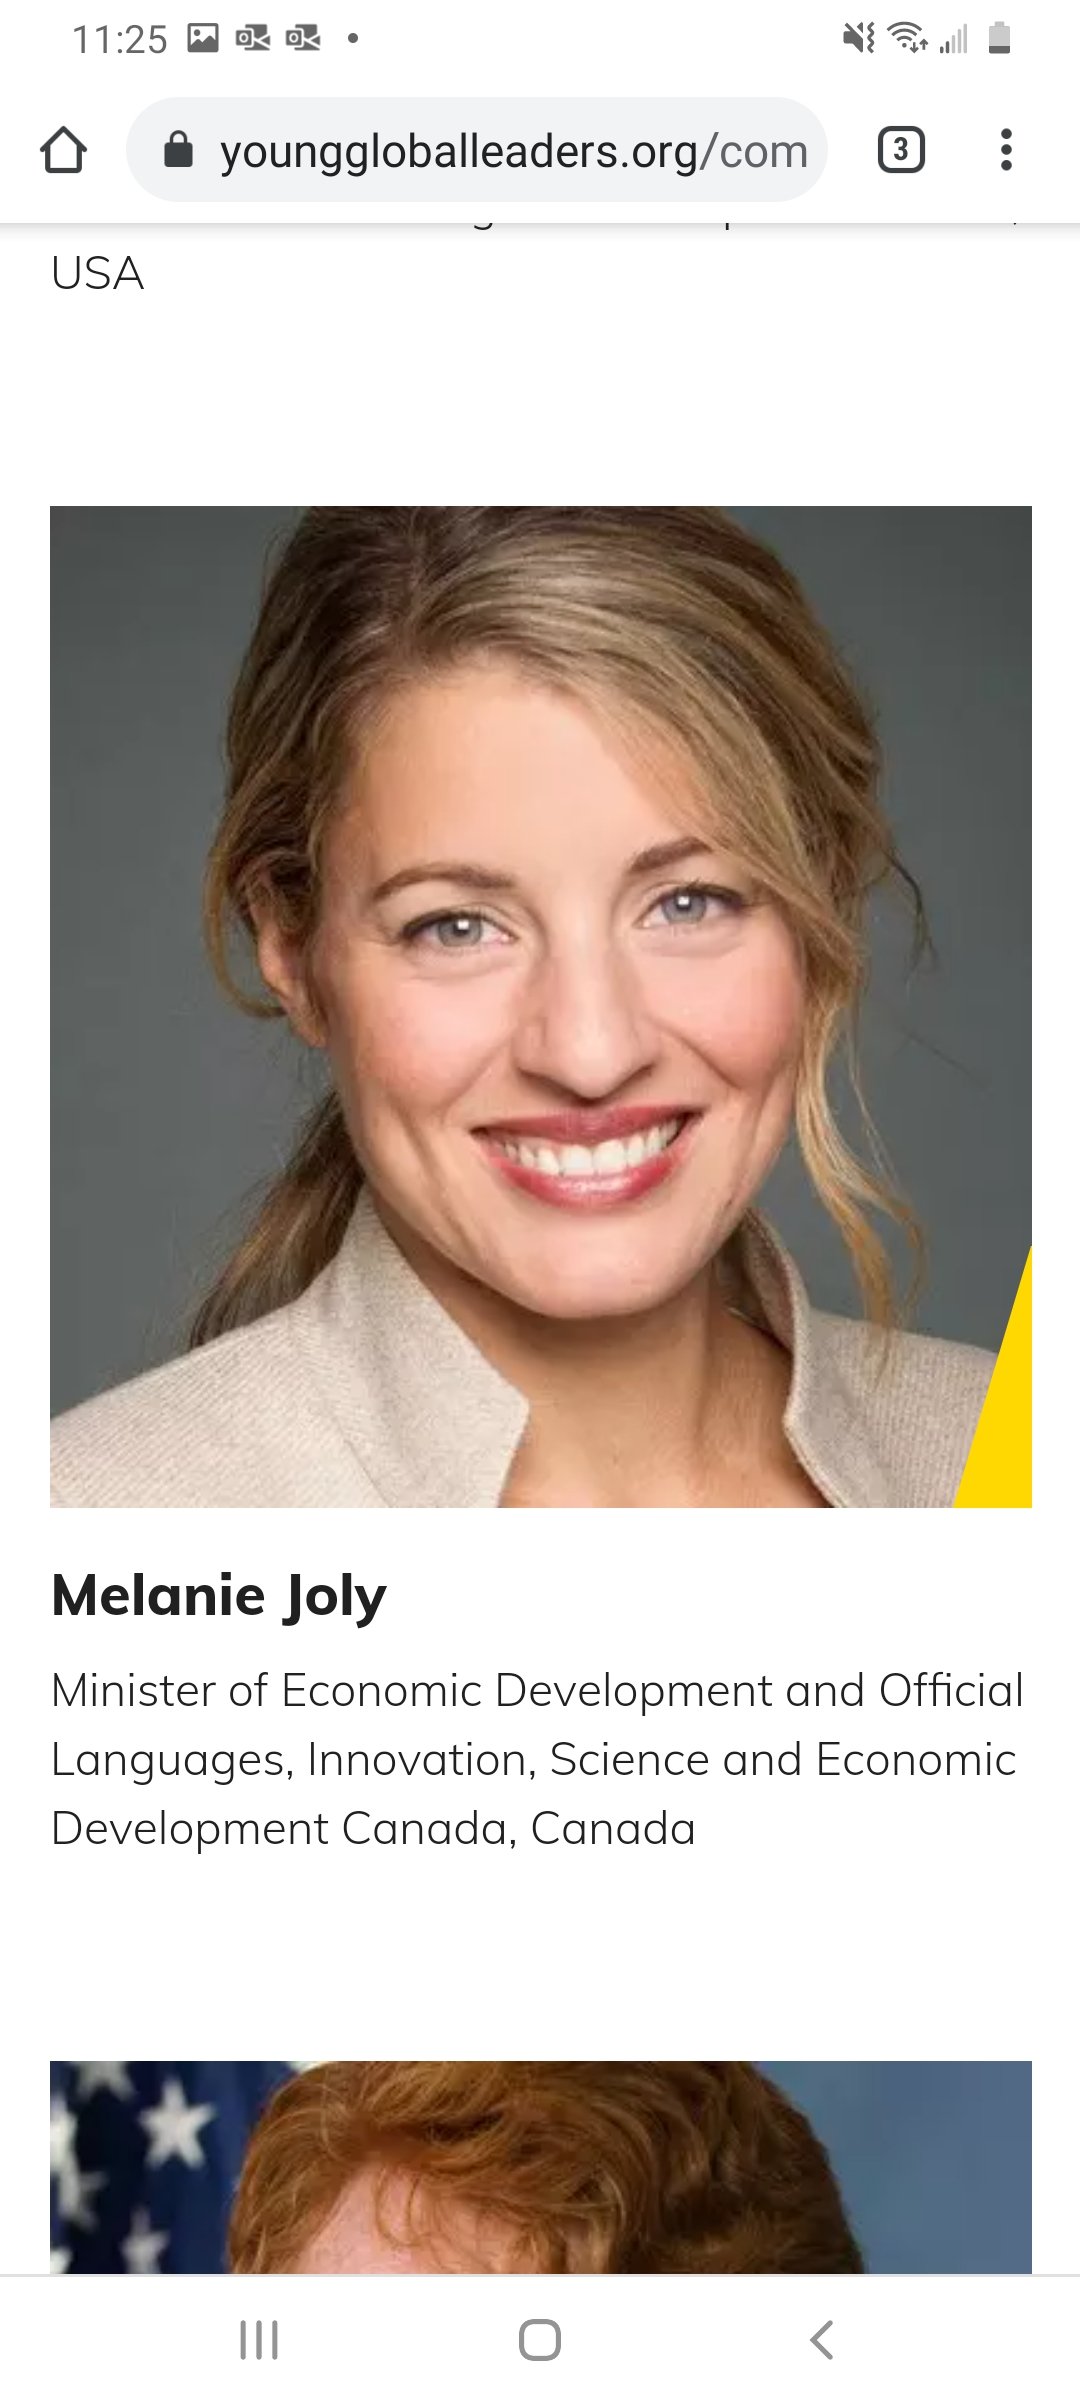 11:25
younggloballeaders.org/com
3
USA
Melanie Joly
Minister of Economic Development and Official
Languages, Innovation, Science and Economic
Development Canada, Canada